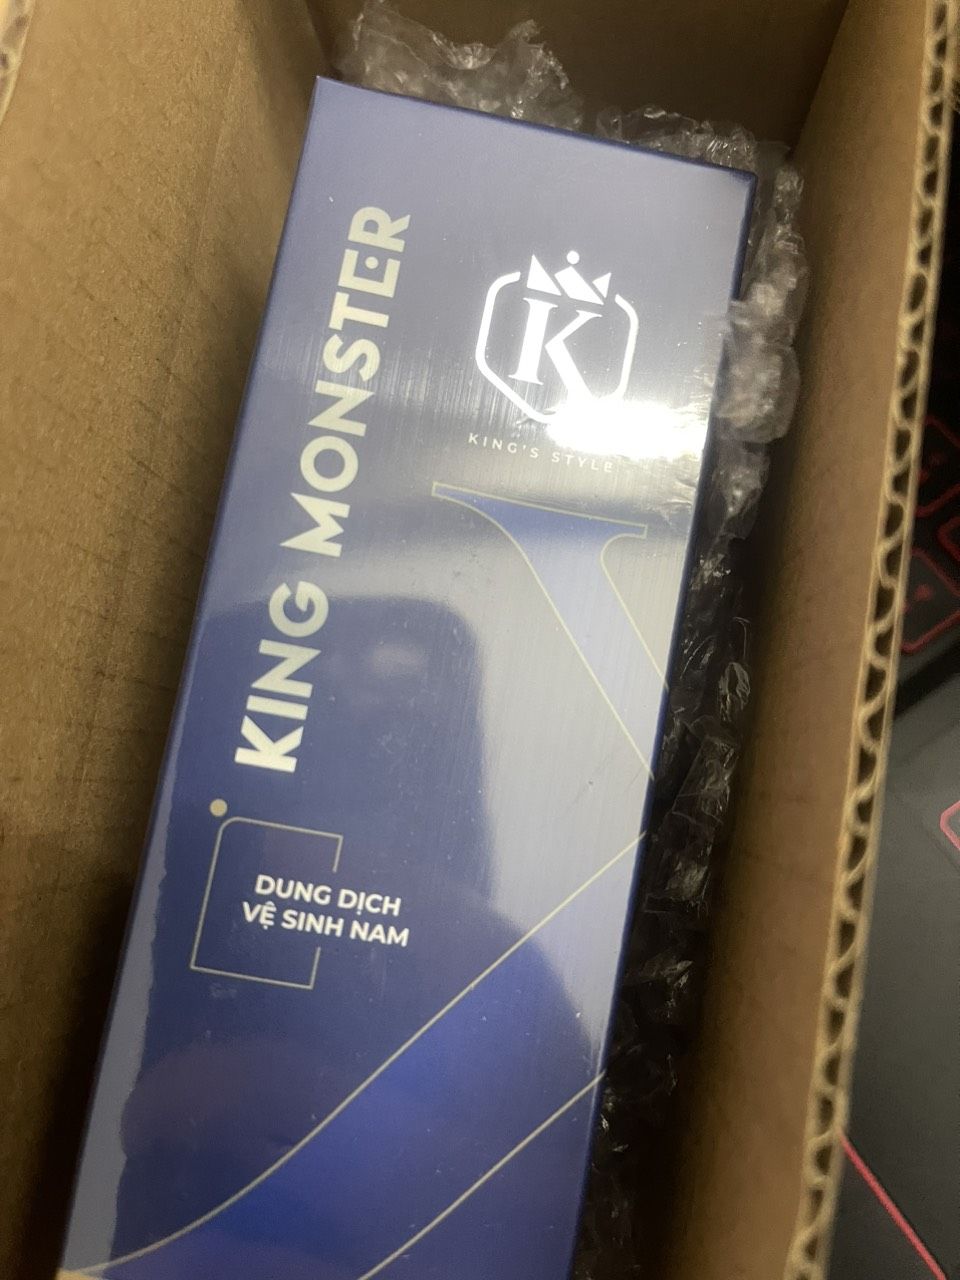 K
KING'S STYLE
KING MONSTER
DUNG DỊCH
VỆ SINH NAM